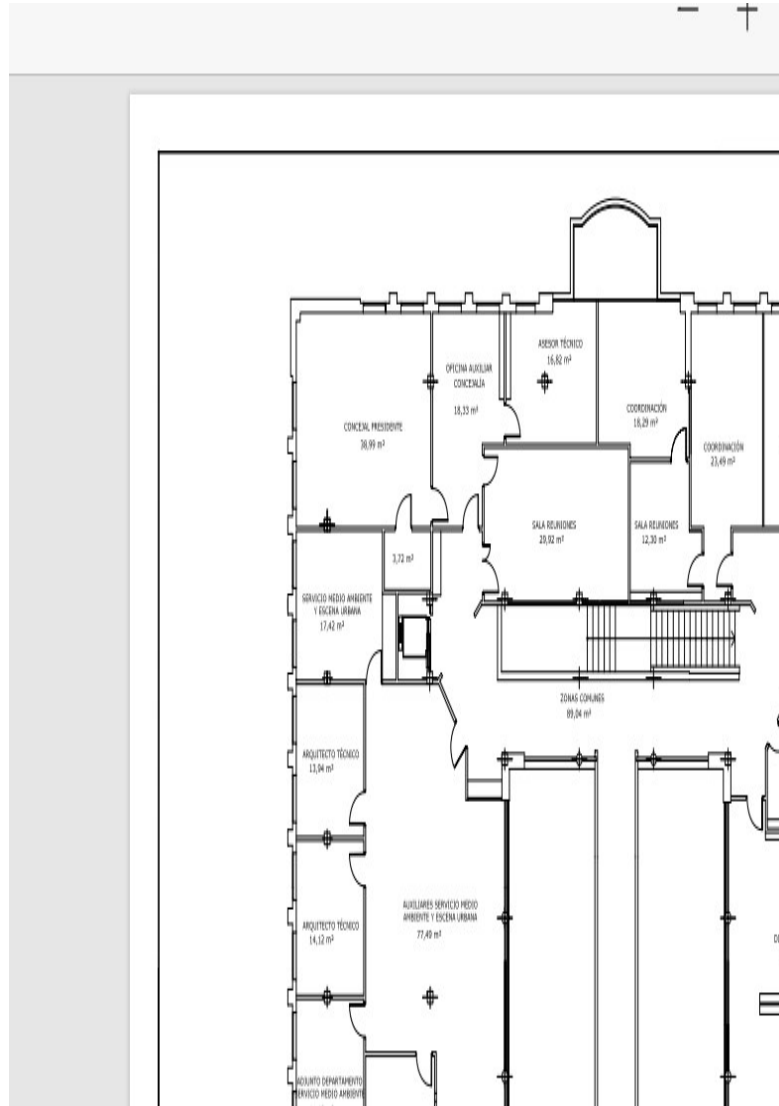 ASESOR TÉCNICO
16,82 m²
OFICINA AUXILIAR
CONCEJALÍA
18,33 m²
COORDINACIÓN
18,29 m²
CONCEJAL PRESIDENTE
38,99 m²
COORDINACIÓN
23,49 m²
SALA REUNIONES
29,92 m²
SALA REUNIONES
12,30 m²
3,72 m²
SERVICIO MEDIO AMBIENTE
Y ESCENA URBANA
17,42 m²
ZONAS COMUNES
89,04 m²
ARQUITECTO TÉCNICO
13,94 m²
AUXILIARES SERVICIO MEDIO
AMBIENTE Y ESCENA URBANA
77,49 m²
ARQUITECTO TÉCNICO
14,12 m²
ADJUNTO DEPARTAMENTO
SERVICIO MEDIO AMBIENTE